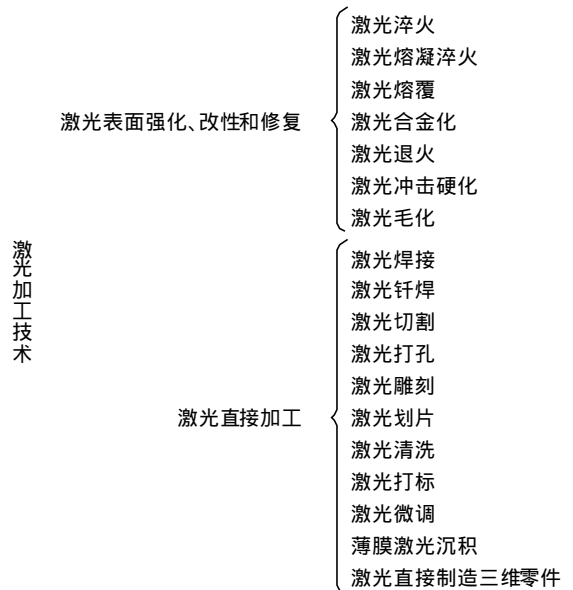 激光加工技术
激光表面强化、改性和修复
激光淬火
激光熔凝淬火
激光熔覆
激光合金化
激光退火
激光冲击硬化
激光毛化
激光直接加工
激光焊接
激光钎焊
激光切割
激光打孔
激光雕刻
激光划片
激光清洗
激光打标
激光微调
薄膜激光沉积
激光直接制造三维零件